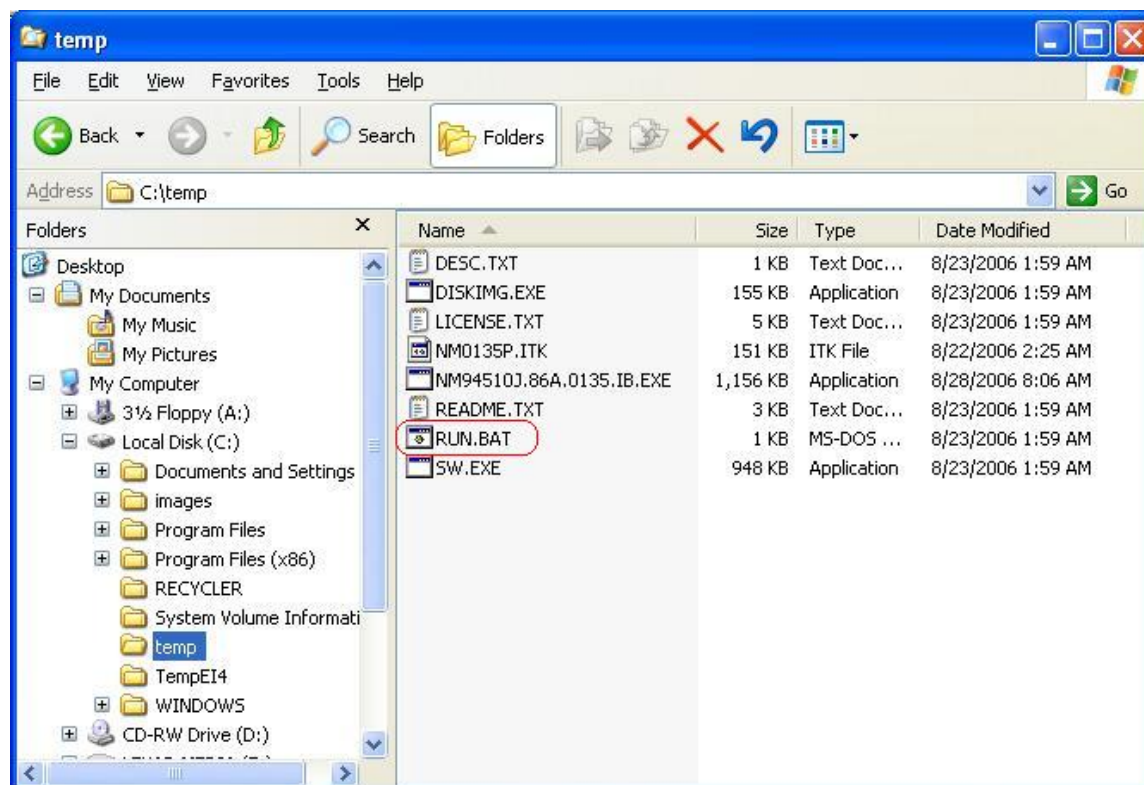 temp
File Edit View Favorites Tools Help
Back Search Folders
Address C:\temp Go
Folders
Desktop
My Documents
My Music
My Pictures
My Computer
3½ Floppy (A:)
Local Disk (C:)
Documents and Settings
images
Program Files
Program Files (x86)
RECYCLER
System Volume Informati
temp
TempEI4
WINDOWS
CD-RW Drive (D:)
Name Size Type Date Modified
DESC.TXT 1 KB Text Doc... 8/23/2006 1:59 AM
DISKIMG.EXE 155 KB Application 8/23/2006 1:59 AM
LICENSE.TXT 5 KB Text Doc... 8/23/2006 1:59 AM
NM0135P.ITK 151 KB ITK File 8/22/2006 2:25 AM
NM94510J.86A.0135.IB.EXE 1,156 KB Application 8/28/2006 8:06 AM
README.TXT 3 KB Text Doc... 8/23/2006 1:59 AM
RUN.BAT 1 KB MS-DOS ... 8/23/2006 1:59 AM
SW.EXE 948 KB Application 8/23/2006 1:59 AM